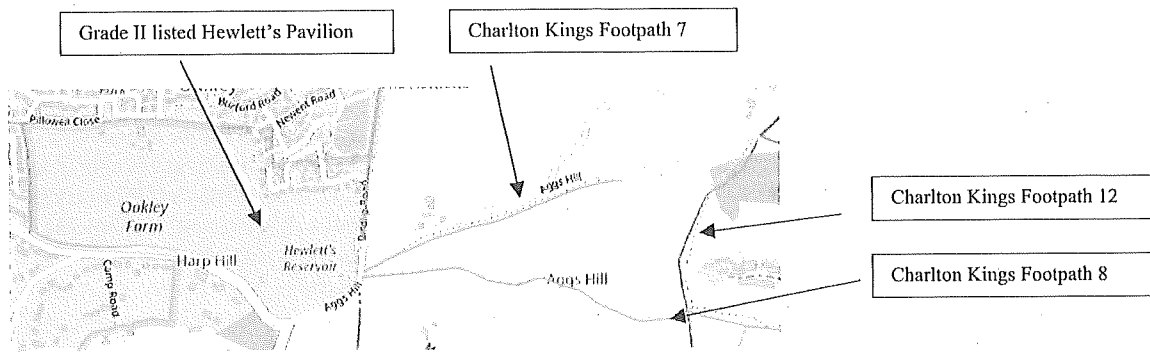 Grade II listed Hewlett's Pavilion
Charlton Kings Footpath 7
Burford Road
Newent Road
Pillowell Close
Aggs Hill
Charlton Kings Footpath 12
Oakley
Farm
Harp Hill
Hewlett's
Reservoir
Camp Road
Aggs Hill
Aggs Hill
Charlton Kings Footpath 8